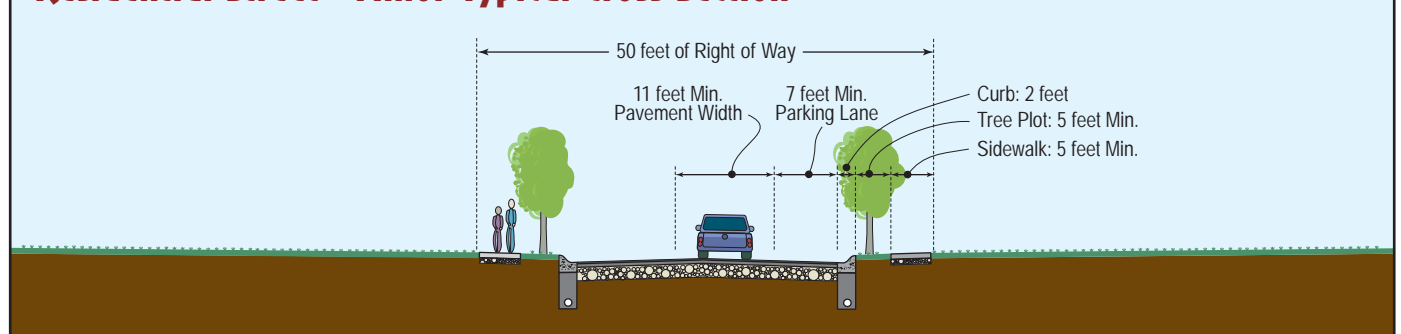 50 feet of Right of Way
11 feet Min.
Pavement Width
7 feet Min.
Parking Lane
Curb: 2 feet
Tree Plot: 5 feet Min.
Sidewalk: 5 feet Min.